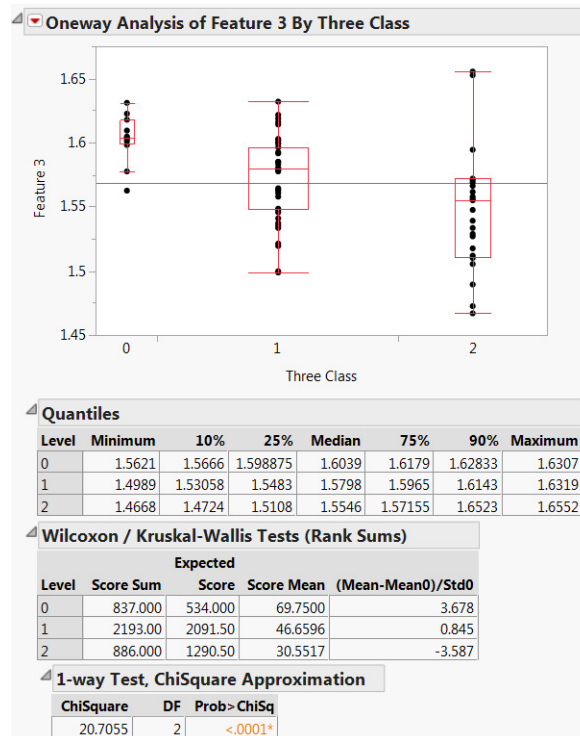 Oneway Analysis of Feature 3 By Three Class
1.65
1.6
1.55
1.5
1.45
Feature 3
0 1 2
Three Class
Quantiles
Level Minimum 10% 25% Median 75% 90% Maximum
0 1.5621 1.5666 1.598875 1.6039 1.6179 1.62833 1.6307
1 1.4989 1.53058 1.5483 1.5798 1.5965 1.6143 1.6319
2 1.4668 1.4724 1.5108 1.5546 1.57155 1.6523 1.6552
Wilcoxon / Kruskal-Wallis Tests (Rank Sums)
Expected
Level Score Sum Score Score Mean (Mean-Mean0)/Std0
0 837.000 534.000 69.7500 3.678
1 2193.00 2091.50 46.6596 0.845
2 886.000 1290.50 30.5517 -3.587
1-way Test, ChiSquare Approximation
ChiSquare DF Prob>ChiSq
20.7055 2 <.0001*